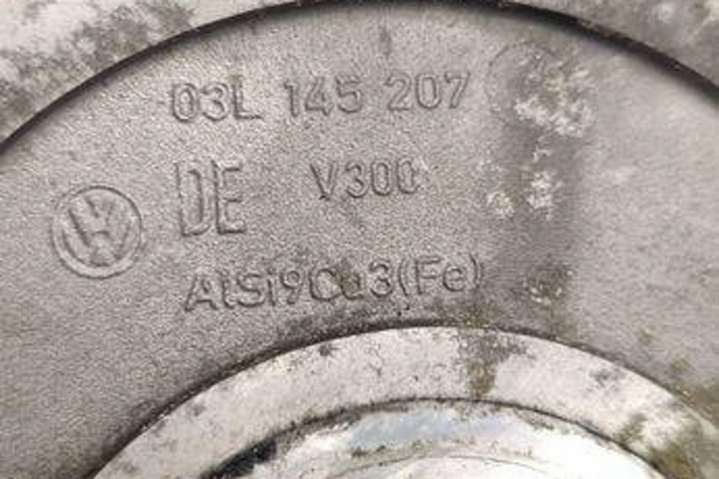 03L 145 207
DE V300
AlSi9Cu3(Fe)